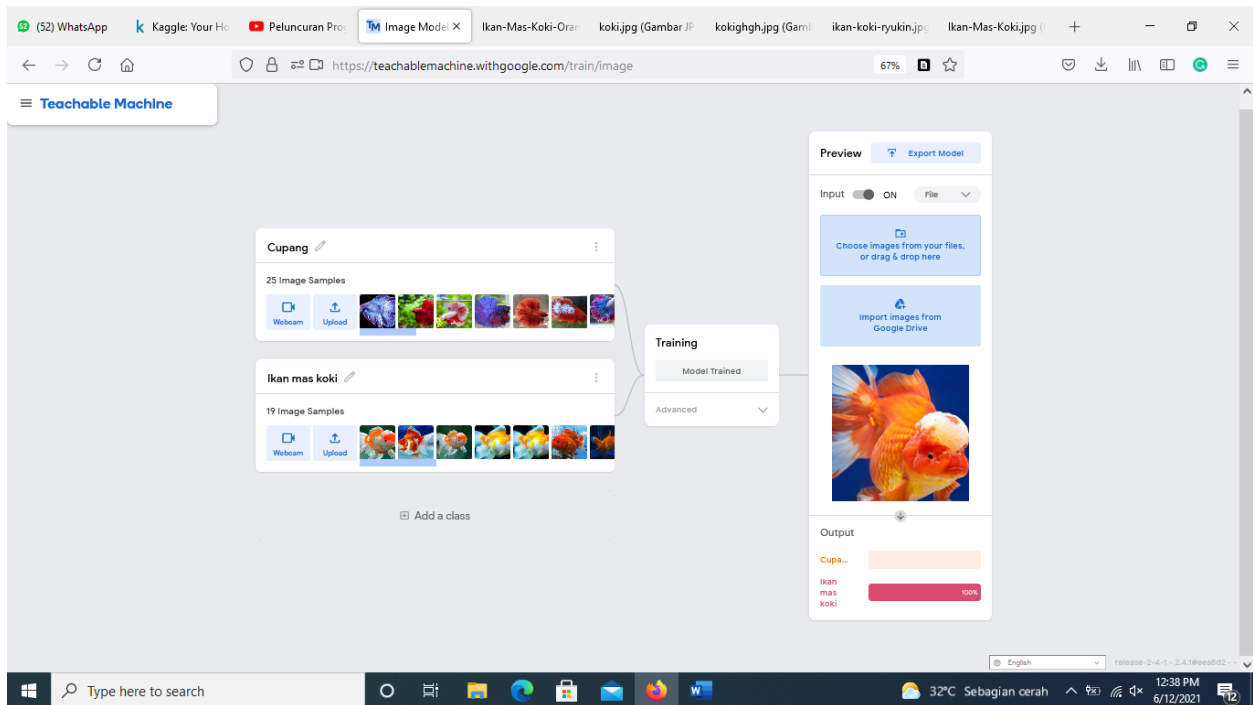 (52) WhatsApp
Kaggle: Your Ho
Peluncuran Prog
Image Model
Ikan-Mas-Koki-Oran
koki.jpg (Gambar JP
kokighgh.jpg (Gamb
ikan-koki-ryukin.jpg
Ikan-Mas-Koki.jpg (
https://teachablemachine.withgoogle.com/train/image
67%
Teachable Machine
Preview
Export Model
Input
ON
File
Choose images from your files,
or drag & drop here
Import images from
Google Drive
Cupang
25 Image Samples
Webcam
Upload
Ikan mas koki
19 Image Samples
Webcam
Upload
Add a class
Training
Model Trained
Advanced
Output
Cupa...
Ikan
mas
koki
100%
English
Type here to search
32°C Sebagian cerah
12:38 PM
6/12/2021
12